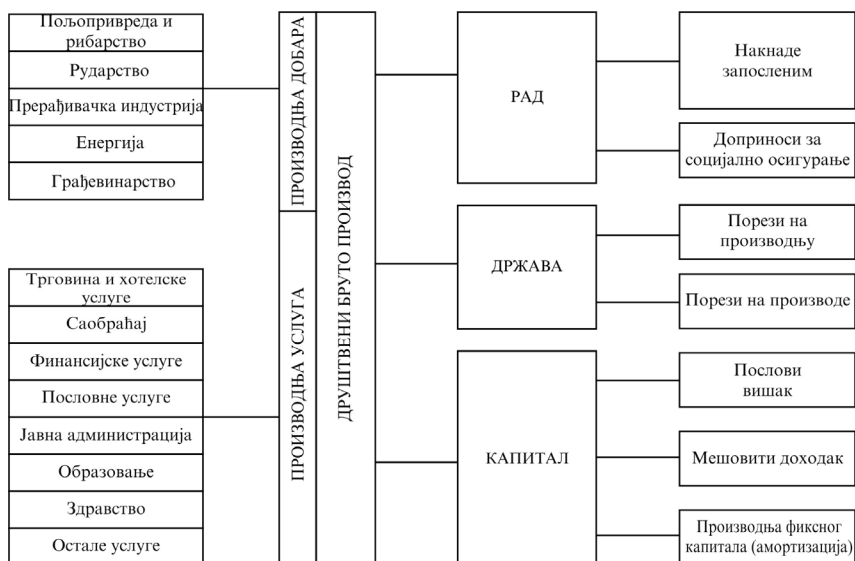 Пољопривреда и
рибарство
Рударство
Прерађивачка индустрија
Енергија
Грађевинарство
Трговина и хотелске
услуге
Саобраћај
Финансијске услуге
Пословне услуге
Јавна администрација
Образовање
Здравство
Остале услуге
ПРОИЗВОДЊА ДОБАРА
ПРОИЗВОДЊА УСЛУГА
ДРУШТВЕНИ БРУТО ПРОИЗВОД
РАД
ДРЖАВА
КАПИТАЛ
Накнаде
запосленим
Доприноси за
социјално осигурање
Порези на
производњу
Порези на производе
Послови
вишак
Мешовити доходак
Производња фиксног
капитала (амортизација)